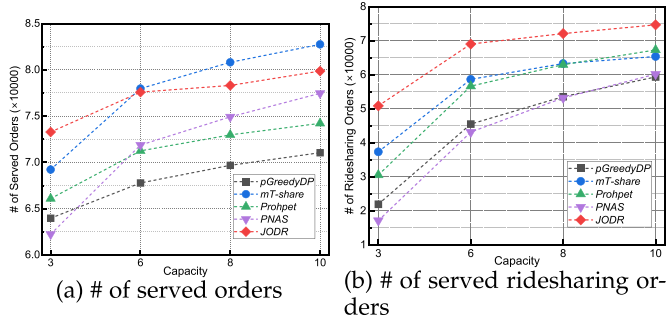 # of Served Orders (×10000)
8.5
8.0
7.5
7.0
6.5
6.0
pGreedyDP
mT-share
Prohpet
PNAS
JODR
3 6 8 10
Capacity
(a) # of served orders
# of Ridesharing Orders (×10000)
8
7
6
5
4
3
2
1
pGreedyDP
mT-share
Prohpet
PNAS
JODR
3 6 8 10
Capacity
(b) # of served ridesharing or-
ders